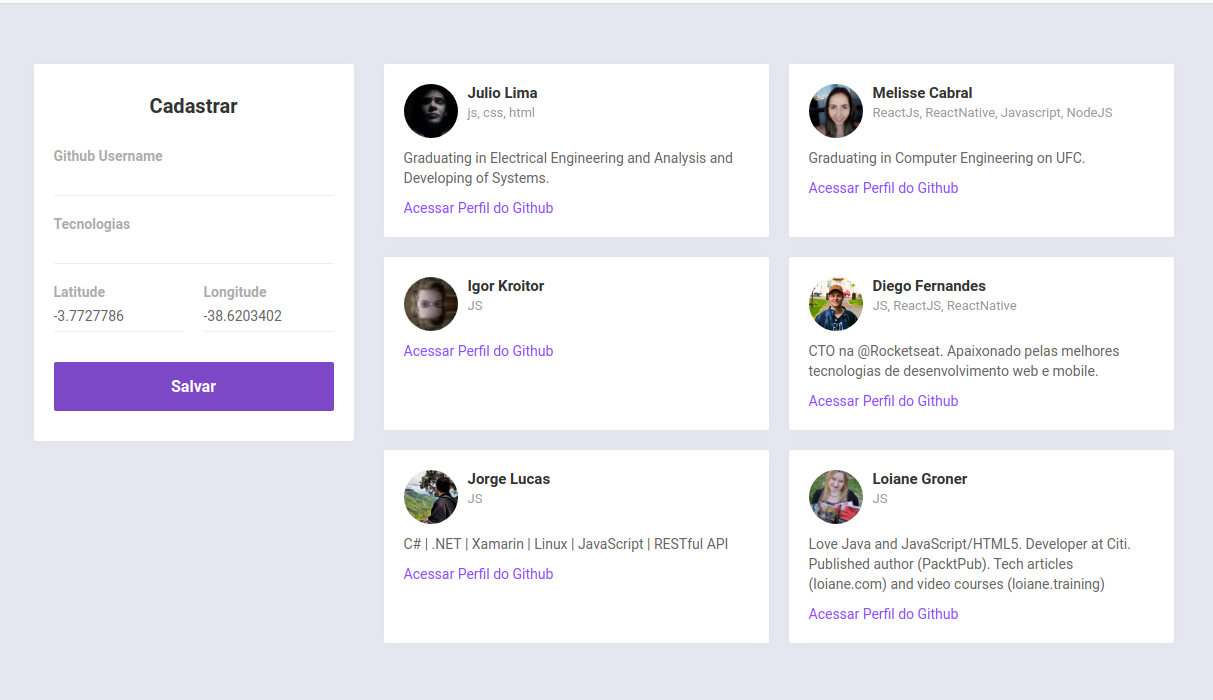 Cadastrar
Github Username
Tecnologias
Latitude
Longitude
-3.7727786
-38.6203402
Salvar
Julio Lima
js, css, html
Graduating in Electrical Engineering and Analysis and
Developing of Systems.
Acessar Perfil do Github
Melisse Cabral
ReactJs, ReactNative, Javascript, NodeJS
Graduating in Computer Engineering on UFC.
Acessar Perfil do Github
Igor Kroitor
JS
Acessar Perfil do Github
Diego Fernandes
JS, ReactJS, ReactNative
CTO na @Rocketseat. Apaixonado pelas melhores
tecnologias de desenvolvimento web e mobile.
Acessar Perfil do Github
Jorge Lucas
JS
C# | .NET | Xamarin | Linux | JavaScript | RESTful API
Acessar Perfil do Github
Loiane Groner
JS
Love Java and JavaScript/HTML5. Developer at Citi.
Published author (PacktPub). Tech articles
(loiane.com) and video courses (loiane.training)
Acessar Perfil do Github